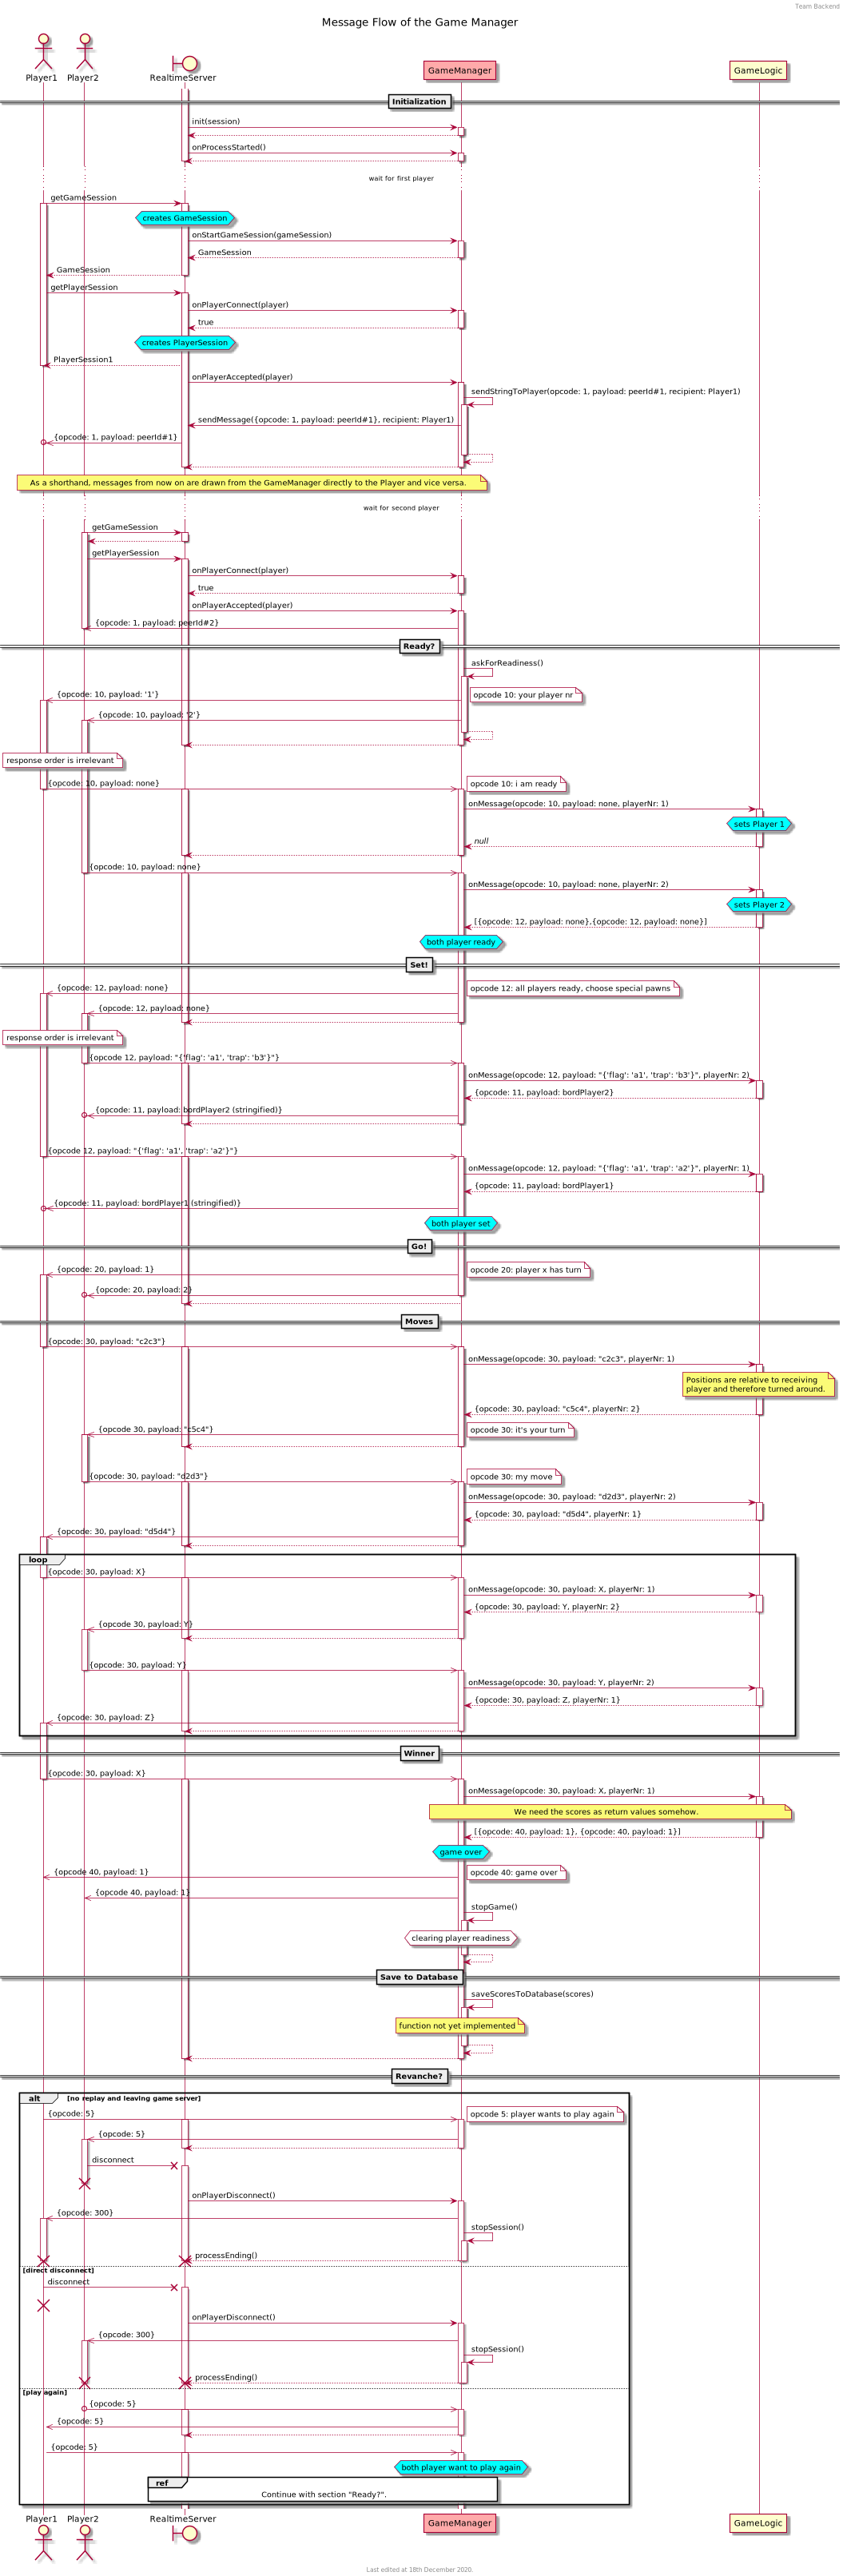 Team Backend
Message Flow of the Game Manager
Player1
Player2
RealtimeServer
GameManager
GameLogic
Initialization
init(session)
onProcessStarted()
wait for first player
getGameSession
creates GameSession
onStartGameSession(gameSession)
GameSession
GameSession
getPlayerSession
onPlayerConnect(player)
true
creates PlayerSession
PlayerSession1
onPlayerAccepted(player)
sendStringToPlayer(opcode: 1, payload: peerId#1, recipient: Player1)
sendMessage({opcode: 1, payload: peerId#1}, recipient: Player1)
{opcode: 1, payload: peerId#1}
As a shorthand, messages from now on are drawn from the GameManager directly to the Player and vice versa.
wait for second player
getGameSession
getPlayerSession
onPlayerConnect(player)
true
onPlayerAccepted(player)
{opcode: 1, payload: peerId#2}
Ready?
askForReadiness()
{opcode: 10, payload: '1'}
opcode 10: your player nr
{opcode: 10, payload: '2'}
response order is irrelevant
{opcode: 10, payload: none}
opcode 10: i am ready
onMessage(opcode: 10, payload: none, playerNr: 1)
sets Player 1
null
{opcode: 10, payload: none}
onMessage(opcode: 10, payload: none, playerNr: 2)
sets Player 2
[{opcode: 12, payload: none},{opcode: 12, payload: none}]
both player ready
Set!
{opcode: 12, payload: none}
opcode 12: all players ready, choose special pawns
{opcode: 12, payload: none}
response order is irrelevant
{opcode 12, payload: "{'flag': 'a1', 'trap': 'b3'}"}
onMessage(opcode: 12, payload: "{'flag': 'a1', 'trap': 'b3'}", playerNr: 2)
{opcode: 11, payload: bordPlayer2}
{opcode: 11, payload: bordPlayer2 (stringified)}
{opcode 12, payload: "{'flag': 'a1', 'trap': 'a2'}"}
onMessage(opcode: 12, payload: "{'flag': 'a1', 'trap': 'a2'}", playerNr: 1)
{opcode: 11, payload: bordPlayer1}
{opcode: 11, payload: bordPlayer1 (stringified)}
both player set
Go!
{opcode: 20, payload: 1}
opcode 20: player x has turn
{opcode: 20, payload: 2}
Moves
{opcode: 30, payload: "c2c3"}
onMessage(opcode: 30, payload: "c2c3", playerNr: 1)
Positions are relative to receiving
player and therefore turned around.
{opcode: 30, payload: "c5c4", playerNr: 2}
{opcode 30, payload: "c5c4"}
opcode 30: it's your turn
{opcode: 30, payload: "d2d3"}
opcode 30: my move
onMessage(opcode: 30, payload: "d2d3", playerNr: 2)
{opcode: 30, payload: "d5d4", playerNr: 1}
{opcode: 30, payload: "d5d4"}
loop
{opcode: 30, payload: X}
onMessage(opcode: 30, payload: X, playerNr: 1)
{opcode: 30, payload: Y, playerNr: 2}
{opcode 30, payload: Y}
{opcode: 30, payload: Y}
onMessage(opcode: 30, payload: Y, playerNr: 2)
{opcode: 30, payload: Z, playerNr: 1}
{opcode: 30, payload: Z}
Winner
{opcode: 30, payload: X}
onMessage(opcode: 30, payload: X, playerNr: 1)
We need the scores as return values somehow.
[{opcode: 40, payload: 1}, {opcode: 40, payload: 1}]
game over
{opcode 40, payload: 1}
opcode 40: game over
{opcode 40, payload: 1}
stopGame()
clearing player readiness
Save to Database
saveScoresToDatabase(scores)
function not yet implemented
Revanche?
alt
[no replay and leaving game server]
{opcode: 5}
opcode 5: player wants to play again
{opcode: 5}
disconnect
onPlayerDisconnect()
{opcode: 300}
stopSession()
processEnding()
[direct disconnect]
disconnect
onPlayerDisconnect()
{opcode: 300}
stopSession()
processEnding()
[play again]
{opcode: 5}
{opcode: 5}
{opcode: 5}
both player want to play again
ref
Continue with section "Ready?".
Player1
Player2
RealtimeServer
GameManager
GameLogic
Last edited at 18th December 2020.